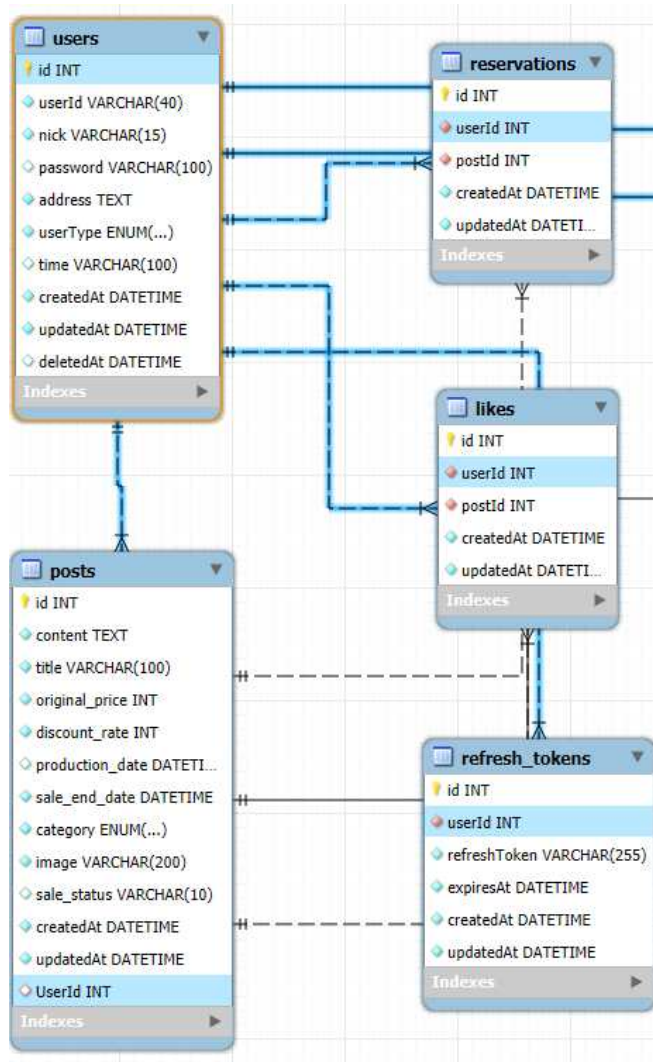 users
id INT
userId VARCHAR(40)
nick VARCHAR(15)
password VARCHAR(100)
address TEXT
userType ENUM(...)
time VARCHAR(100)
createdAt DATETIME
updatedAt DATETIME
deletedAt DATETIME
Indexes
reservations
id INT
userId INT
postId INT
createdAt DATETIME
updatedAt DATETI...
Indexes
likes
id INT
userId INT
postId INT
createdAt DATETIME
updatedAt DATETI...
Indexes
posts
id INT
content TEXT
title VARCHAR(100)
original_price INT
discount_rate INT
production_date DATETI...
sale_end_date DATETIME
category ENUM(...)
image VARCHAR(200)
sale_status VARCHAR(10)
createdAt DATETIME
updatedAt DATETIME
UserId INT
Indexes
refresh_tokens
id INT
userId INT
refreshToken VARCHAR(255)
expiresAt DATETIME
createdAt DATETIME
updatedAt DATETIME
Indexes